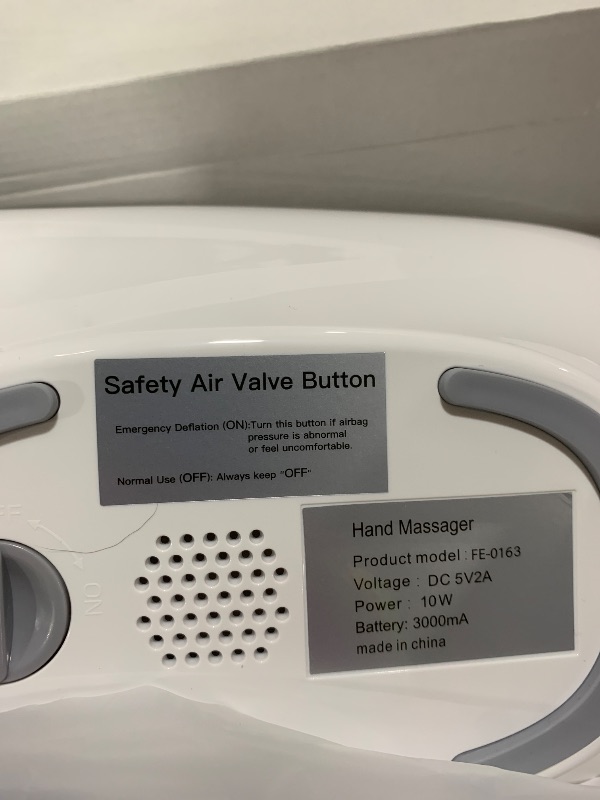 Safety Air Valve Button
Emergency Deflation (ON):Turn this button if airbag
pressure is abnormal
or feel uncomfortable.
Normal Use (OFF): Always keep "OFF"
ON
Hand Massager
Product model : FE-0163
Voltage : DC 5V2A
Power : 10W
Battery: 3000mA
made in china